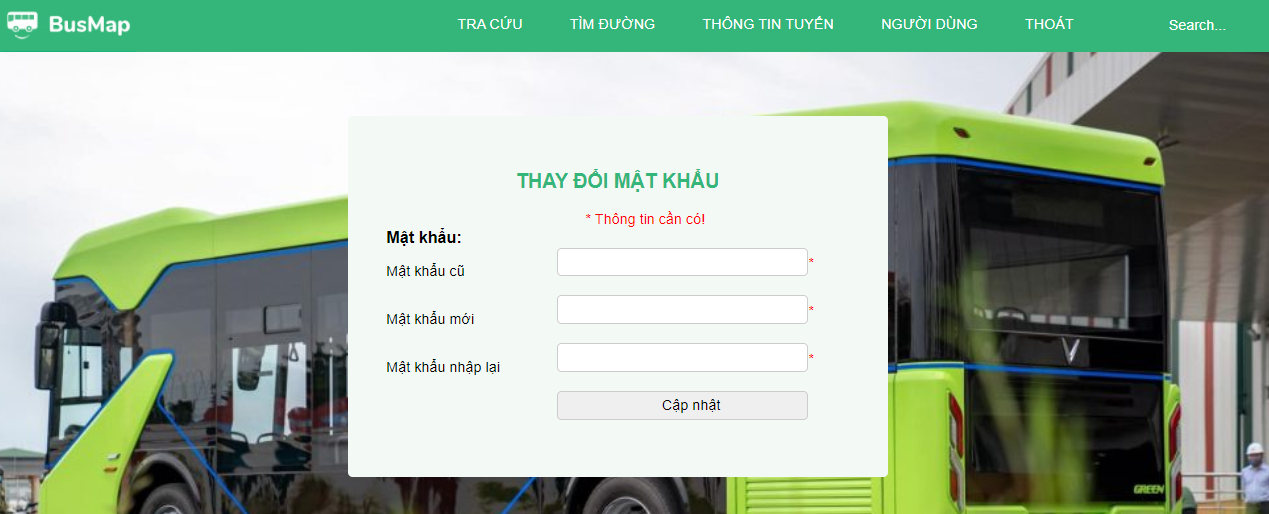 BusMap TRA CỨU TÌM ĐƯỜNG THÔNG TIN TUYẾN NGƯỜI DÙNG THOÁT Search...
THAY ĐỔI MẬT KHẨU
* Thông tin cần có!
Mật khẩu:
Mật khẩu cũ *
Mật khẩu mới *
Mật khẩu nhập lại *
Cập nhật
GREEN